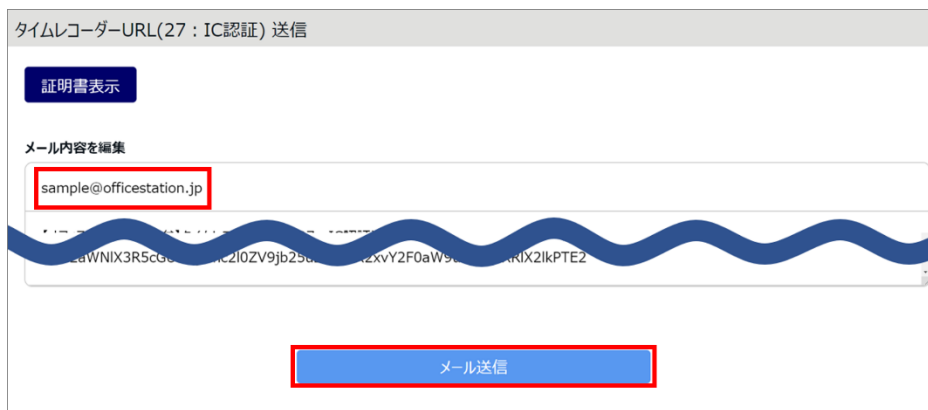 タイムレコーダーURL(27：IC認証) 送信
証明書表示
メール内容を編集
sample@officestation.jp
メール送信